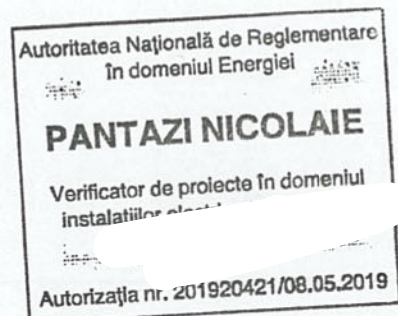 Autoritatea Naţională de Reglementare
în domeniul Energiei
PANTAZI NICOLAIE
Verificator de proiecte în domeniul
Autorizaţia nr. 201920421/08.05.2019